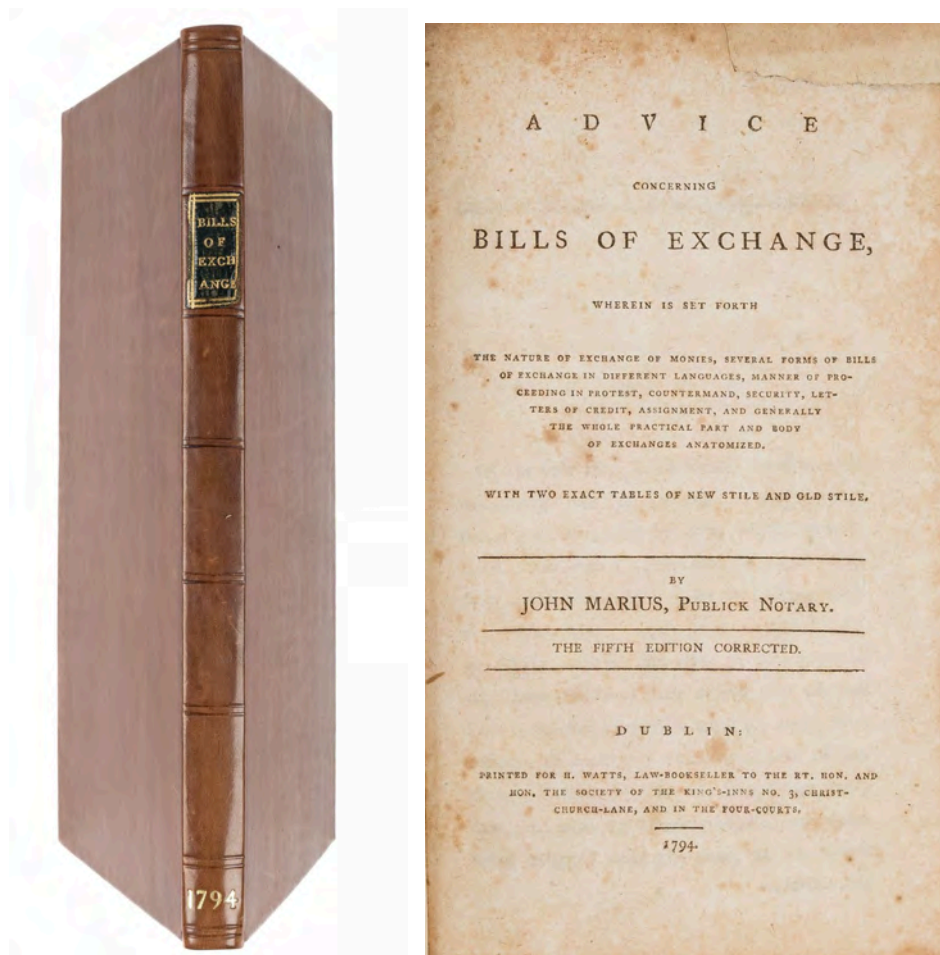 BILLS
OF
EXCH
ANGE
1794
ADVICE
CONCERNING
BILLS OF EXCHANGE,
WHEREIN IS SET FORTH
THE NATURE OF EXCHANGE OF MONIES, SEVERAL FORMS OF BILLS
OF EXCHANGE IN DIFFERENT LANGUAGES, MANNER OF PRO-
CEEDING IN PROTEST, COUNTERMAND, SECURITY, LET-
TERS OF CREDIT, ASSIGNMENT, AND GENERALLY
THE WHOLE PRACTICAL PART AND BODY
OF EXCHANGES ANATOMIZED.
WITH TWO EXACT TABLES OF NEW STILE AND OLD STILE.
BY
JOHN MARIUS, PUBLICK NOTARY.
THE FIFTH EDITION CORRECTED.
DUBLIN:
PRINTED FOR H. WATTS, LAW-BOOKSELLER TO THE RT. HON. AND
HON. THE SOCIETY OF THE KING'S-INNS NO. 3, CHRIST-
CHURCH-LANE, AND IN THE FOUR-COURTS.
1794.